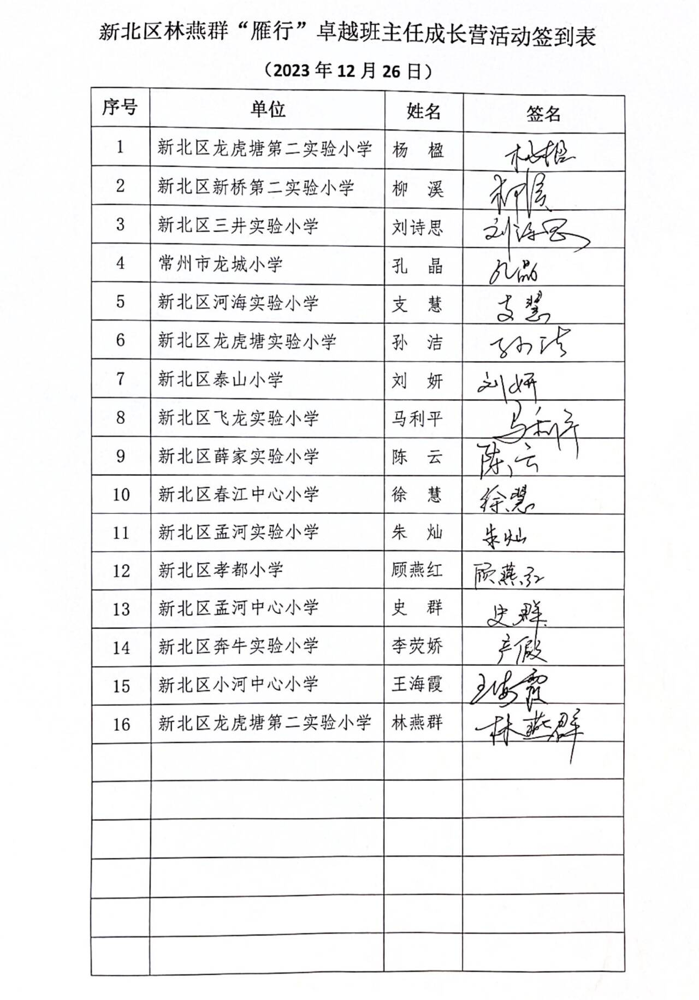 新北区林燕群“雁行”卓越班主任成长营活动签到表
（2023 年 12 月 26 日）
序号 单位 姓名 签名
1 新北区龙虎塘第二实验小学 杨 楹 杨楹
2 新北区新桥第二实验小学 柳 溪 柳溪
3 新北区三井实验小学 刘诗思 刘诗思
4 常州市龙城小学 孔 晶 孔晶
5 新北区河海实验小学 支 慧 支慧
6 新北区龙虎塘实验小学 孙 洁 孙洁
7 新北区泰山小学 刘 妍 刘妍
8 新北区飞龙实验小学 马利平 马利平
9 新北区薛家实验小学 陈 云 陈云
10 新北区春江中心小学 徐 慧 徐慧
11 新北区孟河实验小学 朱 灿 朱灿
12 新北区孝都小学 顾燕红 顾燕红
13 新北区孟河中心小学 史 群 史群
14 新北区奔牛实验小学 李荧娇 产假
15 新北区小河中心小学 王海霞 王海霞
16 新北区龙虎塘第二实验小学 林燕群 林燕群